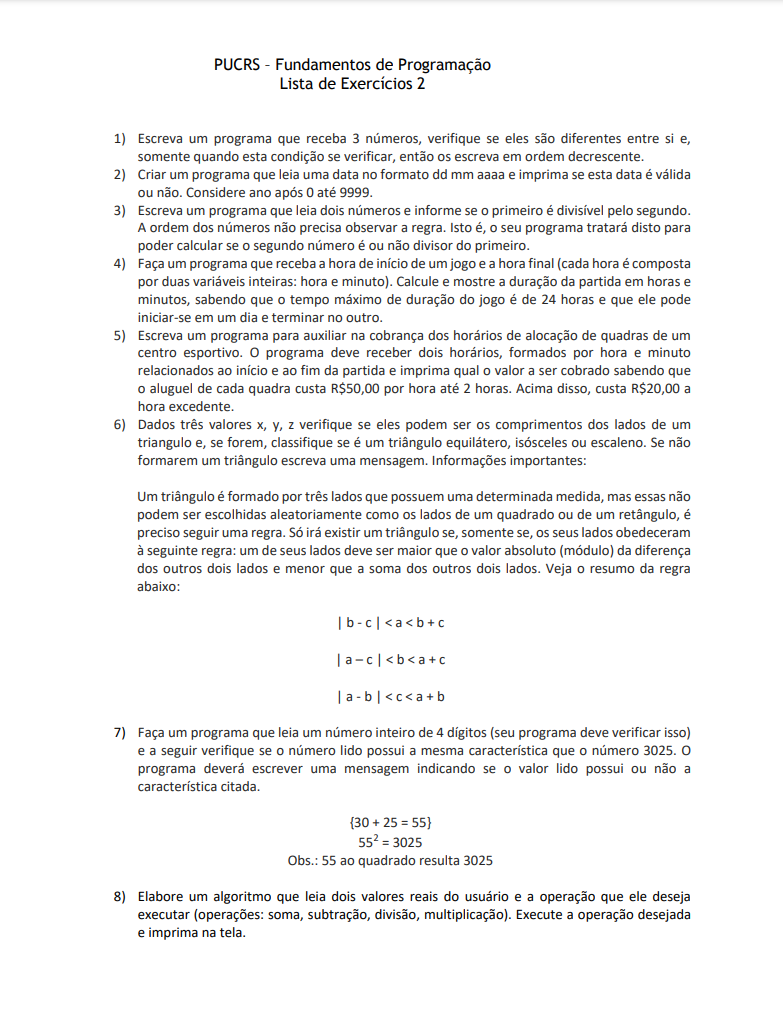 PUCRS – Fundamentos de Programação
Lista de Exercícios 2
1) Escreva um programa que receba 3 números, verifique se eles são diferentes entre si e,
somente quando esta condição se verificar, então os escreva em ordem decrescente.
2) Criar um programa que leia uma data no formato dd mm aaaa e imprima se esta data é válida
ou não. Considere ano após 0 até 9999.
3) Escreva um programa que leia dois números e informe se o primeiro é divisível pelo segundo.
A ordem dos números não precisa observar a regra. Isto é, o seu programa tratará disto para
poder calcular se o segundo número é ou não divisor do primeiro.
4) Faça um programa que receba a hora de início de um jogo e a hora final (cada hora é composta
por duas variáveis inteiras: hora e minuto). Calcule e mostre a duração da partida em horas e
minutos, sabendo que o tempo máximo de duração do jogo é de 24 horas e que ele pode
iniciar-se em um dia e terminar no outro.
5) Escreva um programa para auxiliar na cobrança dos horários de alocação de quadras de um
centro esportivo. O programa deve receber dois horários, formados por hora e minuto
relacionados ao início e ao fim da partida e imprima qual o valor a ser cobrado sabendo que
o aluguel de cada quadra custa R$50,00 por hora até 2 horas. Acima disso, custa R$20,00 a
hora excedente.
6) Dados três valores x, y, z verifique se eles podem ser os comprimentos dos lados de um
triangulo e, se forem, classifique se é um triângulo equilátero, isósceles ou escaleno. Se não
formarem um triângulo escreva uma mensagem. Informações importantes:
Um triângulo é formado por três lados que possuem uma determinada medida, mas essas não
podem ser escolhidas aleatoriamente como os lados de um quadrado ou de um retângulo, é
preciso seguir uma regra. Só irá existir um triângulo se, somente se, os seus lados obedeceram
à seguinte regra: um de seus lados deve ser maior que o valor absoluto (módulo) da diferença
dos outros dois lados e menor que a soma dos outros dois lados. Veja o resumo da regra
abaixo:
| b - c | < a < b + c
| a – c | < b < a + c
| a - b | < c < a + b
7) Faça um programa que leia um número inteiro de 4 dígitos (seu programa deve verificar isso)
e a seguir verifique se o número lido possui a mesma característica que o número 3025. O
programa deverá escrever uma mensagem indicando se o valor lido possui ou não a
característica citada.
{30 + 25 = 55}
55² = 3025
Obs.: 55 ao quadrado resulta 3025
8) Elabore um algoritmo que leia dois valores reais do usuário e a operação que ele deseja
executar (operações: soma, subtração, divisão, multiplicação). Execute a operação desejada
e imprima na tela.